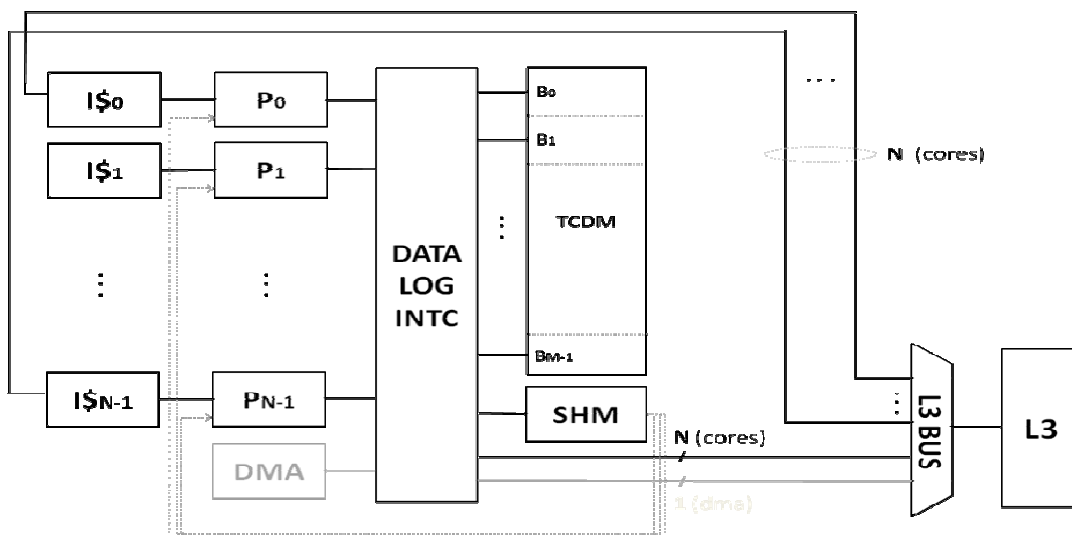 I$0
P0
B0
B1
N (cores)
I$1
P1
TCDM
DATA
LOG
INTC
BM-1
I$N-1
PN-1
SHM
L3 BUS
L3
N (cores)
DMA
1 (dma)